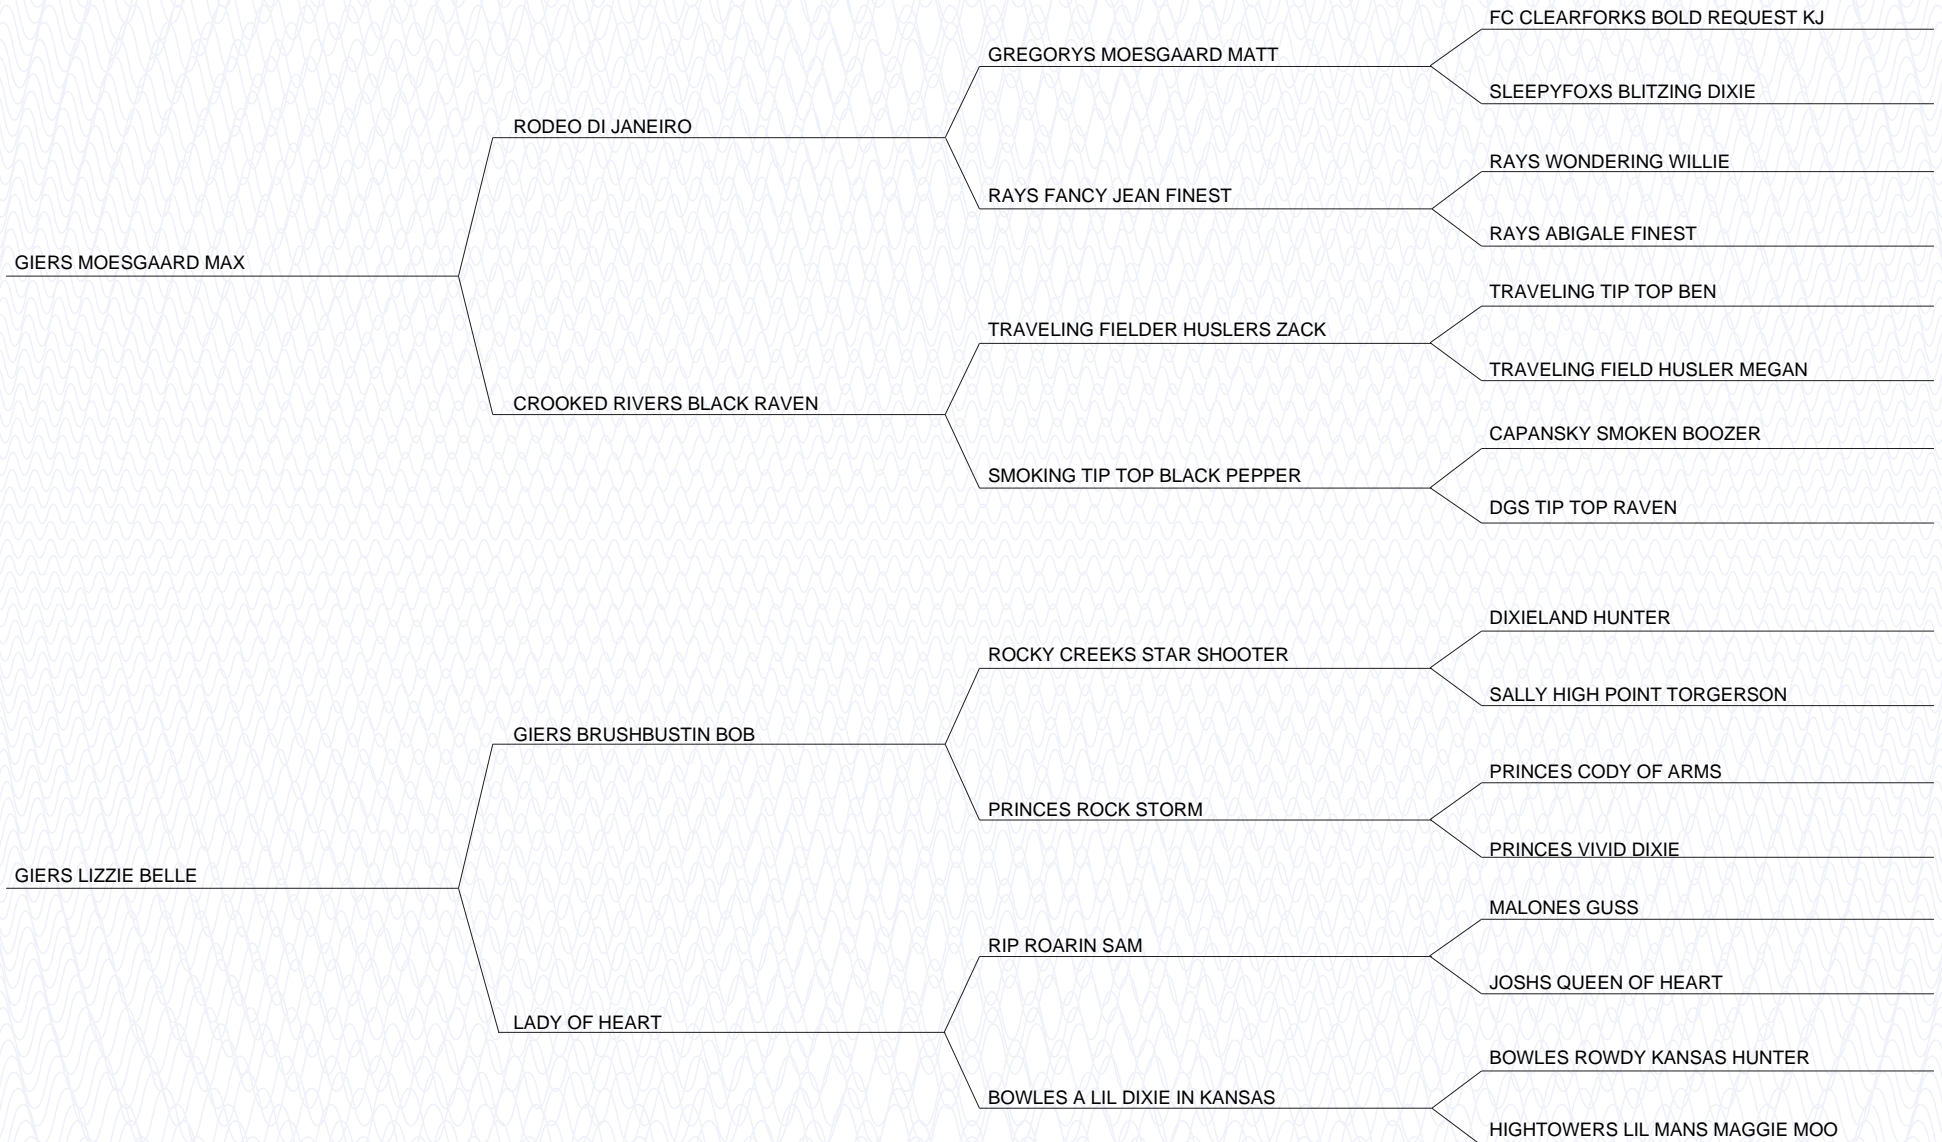 FC CLEARFORKS BOLD REQUEST KJ
GREGORYS MOESGAARD MATT
SLEEPYFOXS BLITZING DIXIE
RODEO DI JANEIRO
RAYS WONDERING WILLIE
RAYS FANCY JEAN FINEST
RAYS ABIGALE FINEST
GIERS MOESGAARD MAX
TRAVELING TIP TOP BEN
TRAVELING FIELDER HUSLERS ZACK
TRAVELING FIELD HUSLER MEGAN
CROOKED RIVERS BLACK RAVEN
CAPANSKY SMOKEN BOOZER
SMOKING TIP TOP BLACK PEPPER
DGS TIP TOP RAVEN
DIXIELAND HUNTER
ROCKY CREEKS STAR SHOOTER
SALLY HIGH POINT TORGERSON
GIERS BRUSHBUSTIN BOB
PRINCES CODY OF ARMS
PRINCES ROCK STORM
PRINCES VIVID DIXIE
GIERS LIZZIE BELLE
MALONES GUSS
RIP ROARIN SAM
JOSHS QUEEN OF HEART
LADY OF HEART
BOWLES ROWDY KANSAS HUNTER
BOWLES A LIL DIXIE IN KANSAS
HIGHTOWERS LIL MANS MAGGIE MOO